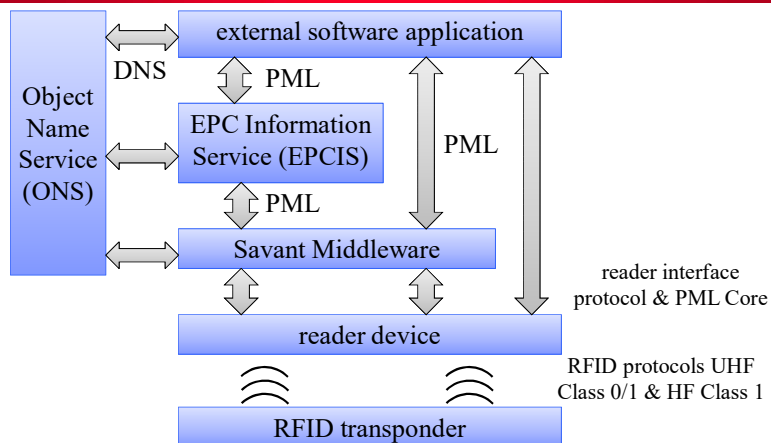 external software application
DNS
PML
Object
Name
Service
(ONS)
EPC Information
Service (EPCIS)
PML
PML
Savant Middleware
reader interface
protocol & PML Core
reader device
RFID protocols UHF
Class 0/1 & HF Class 1
RFID transponder